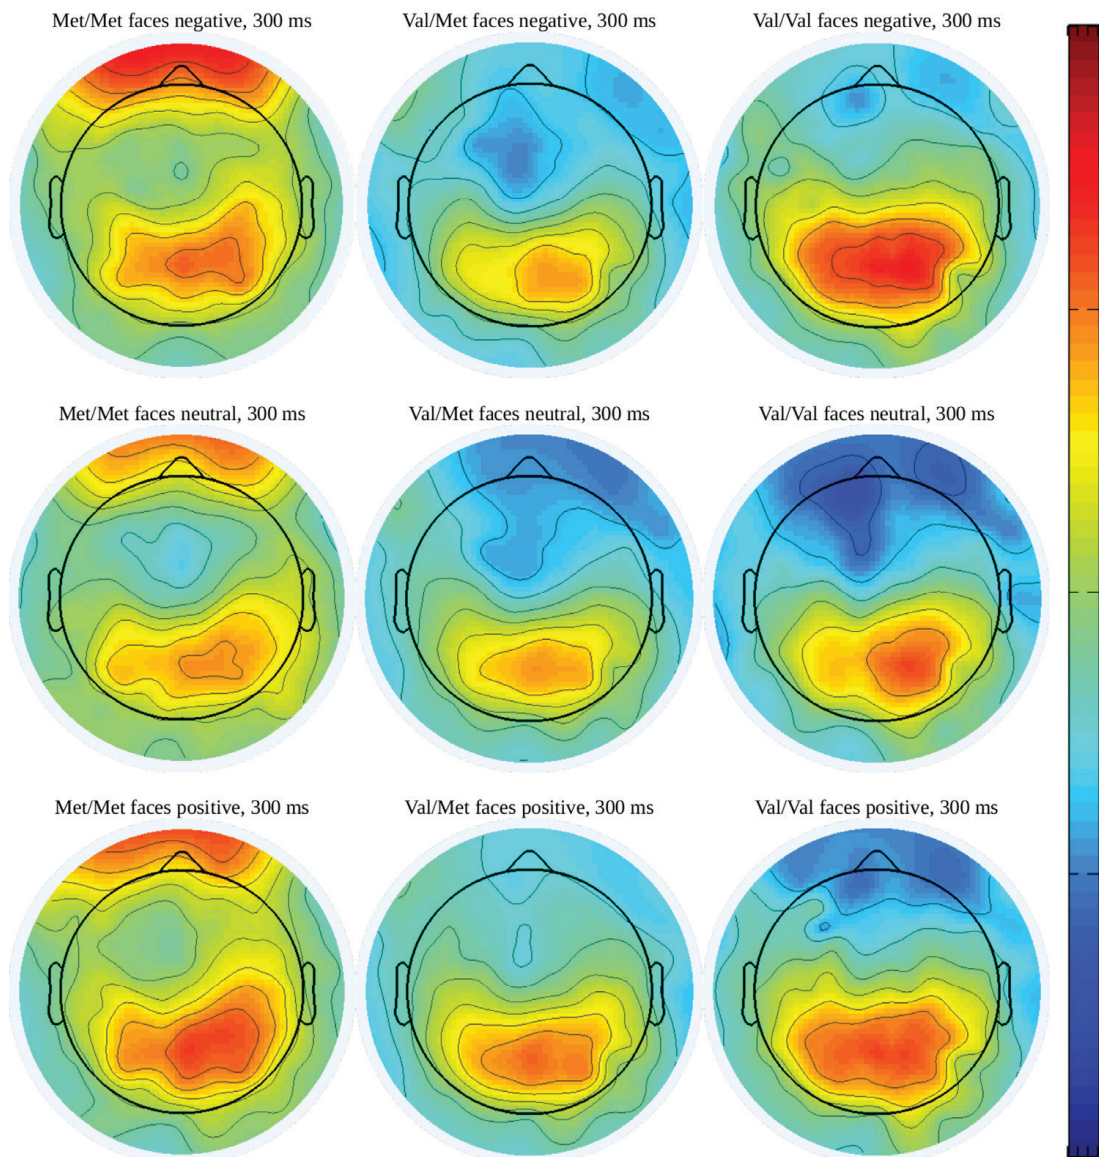 Met/Met faces negative, 300 ms
Val/Met faces negative, 300 ms
Val/Val faces negative, 300 ms
Met/Met faces neutral, 300 ms
Val/Met faces neutral, 300 ms
Val/Val faces neutral, 300 ms
Met/Met faces positive, 300 ms
Val/Met faces positive, 300 ms
Val/Val faces positive, 300 ms